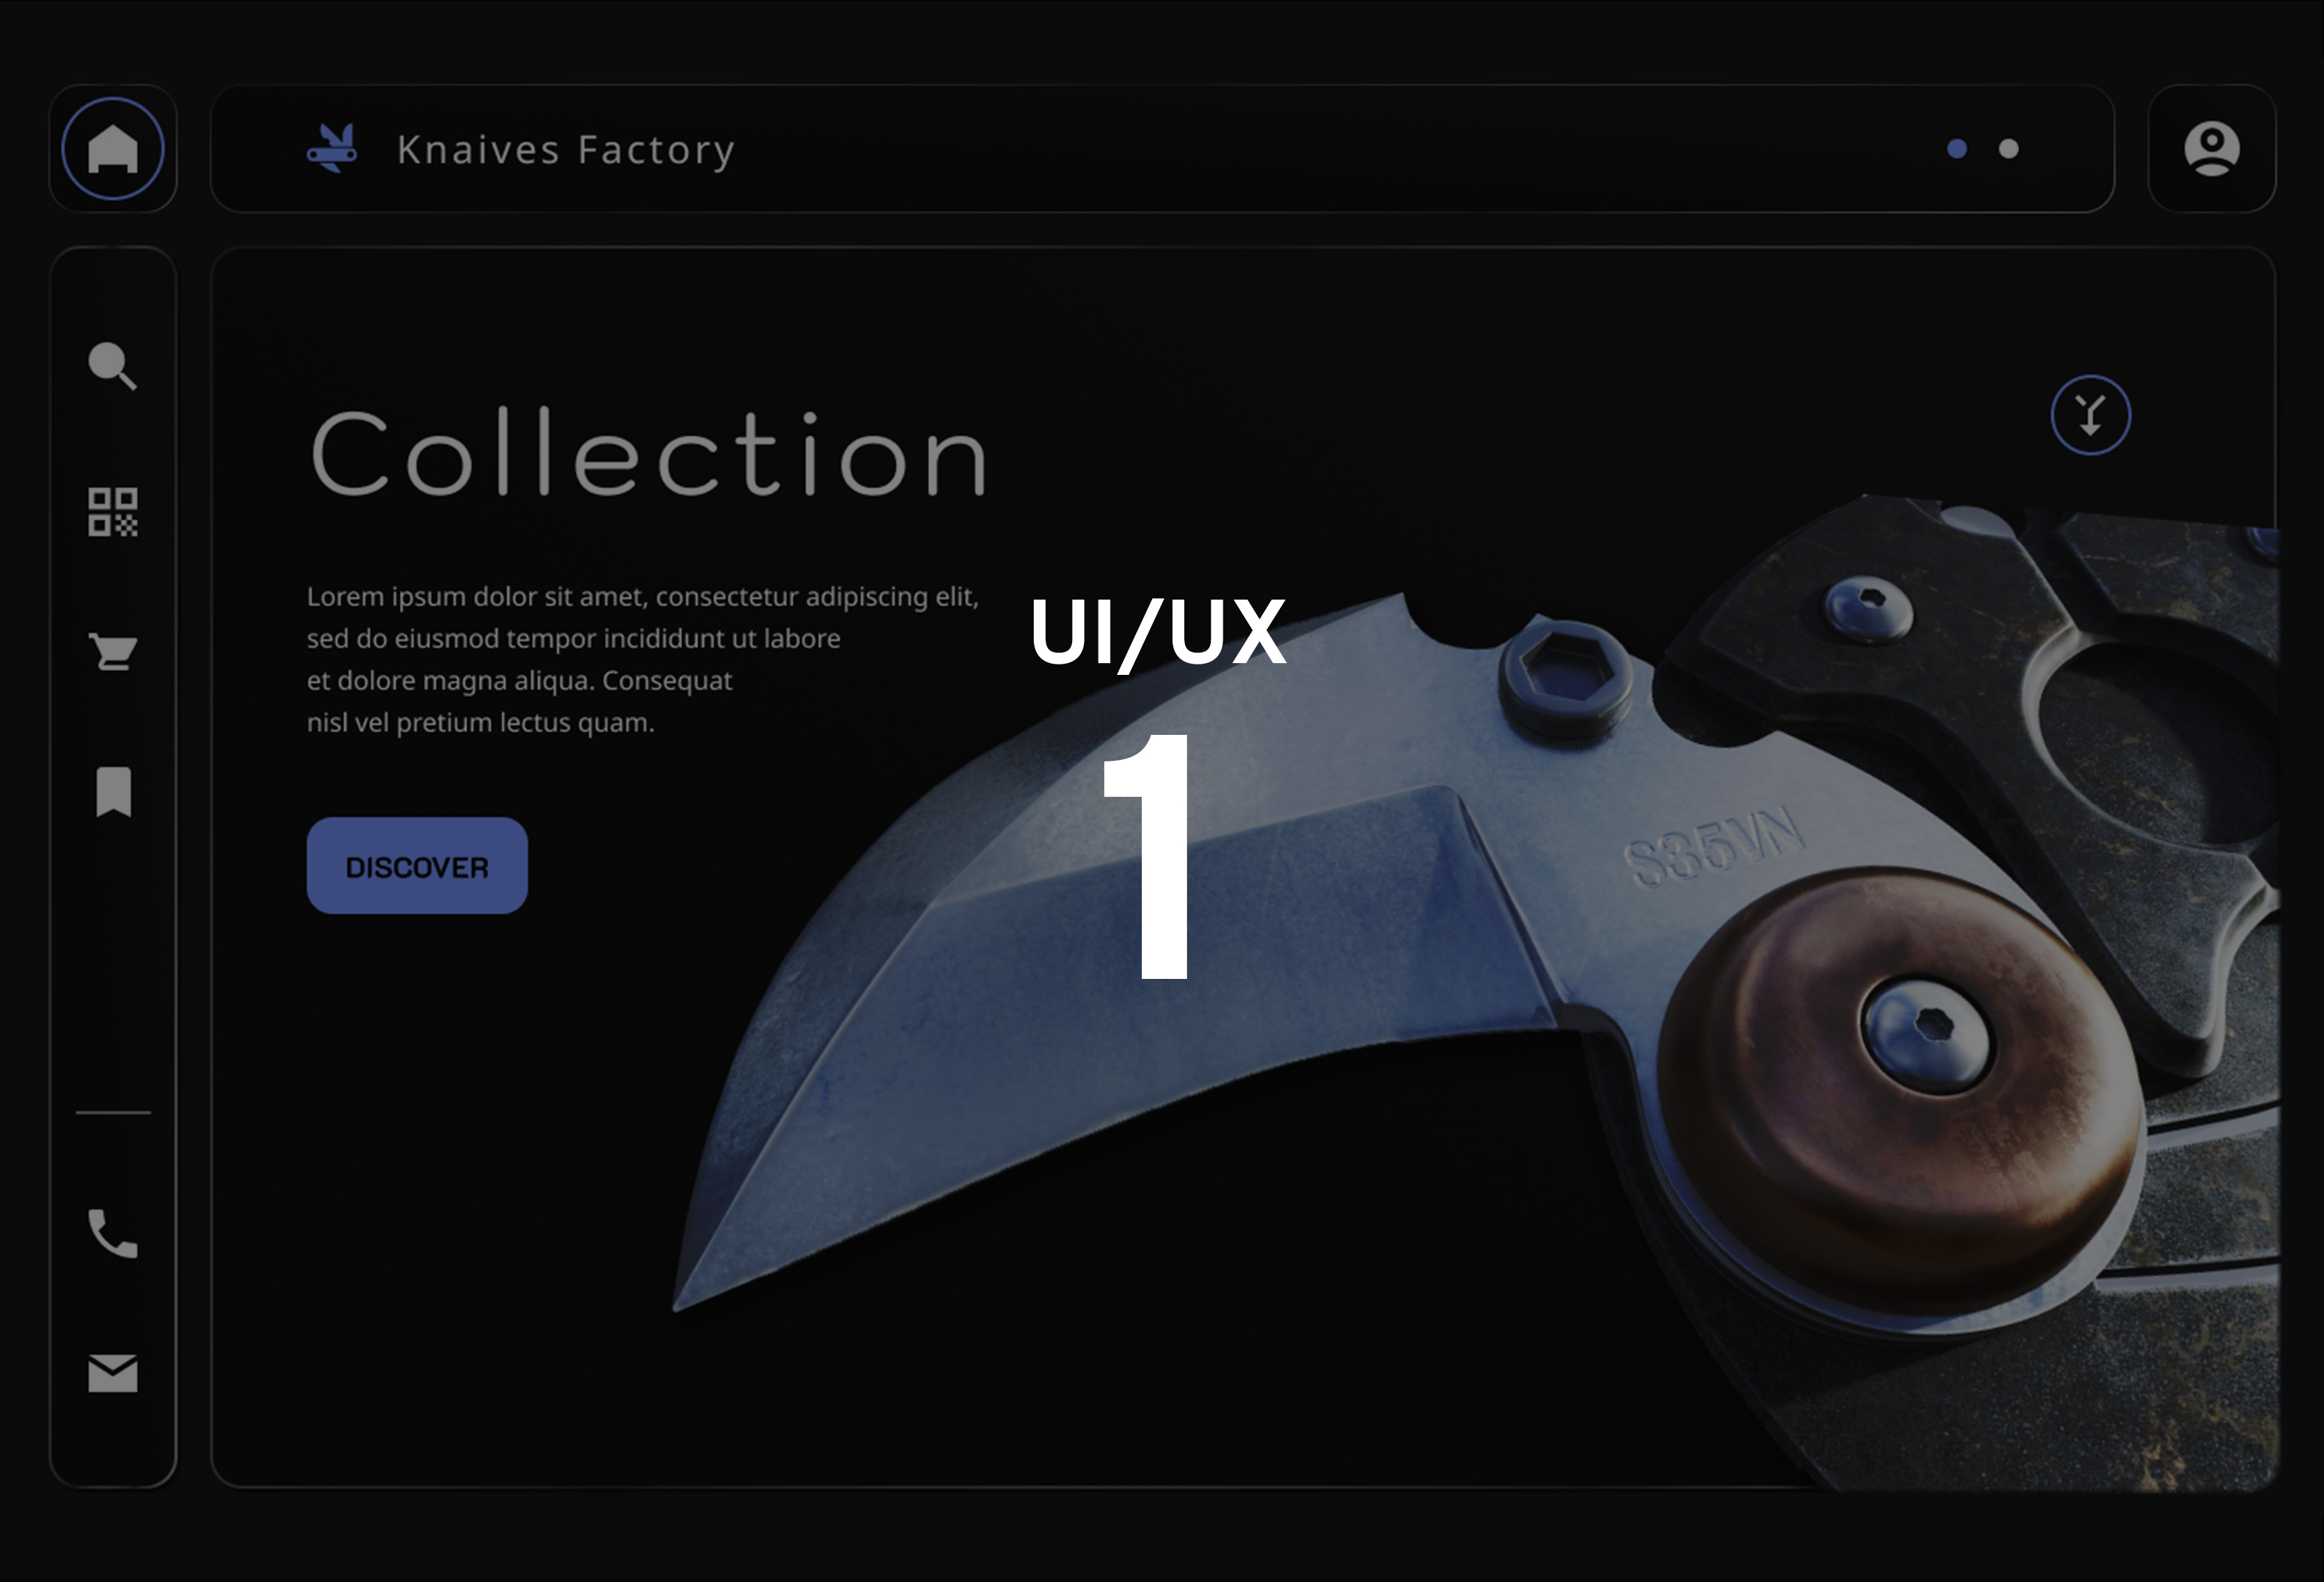 Knaives Factory
Collection
Lorem ipsum dolor sit amet, consectetur adipiscing elit,
sed do eiusmod tempor incididunt ut labore
et dolore magna aliqua. Consequat
nisl vel pretium lectus quam.
UI/UX
1
DISCOVER
S35VN